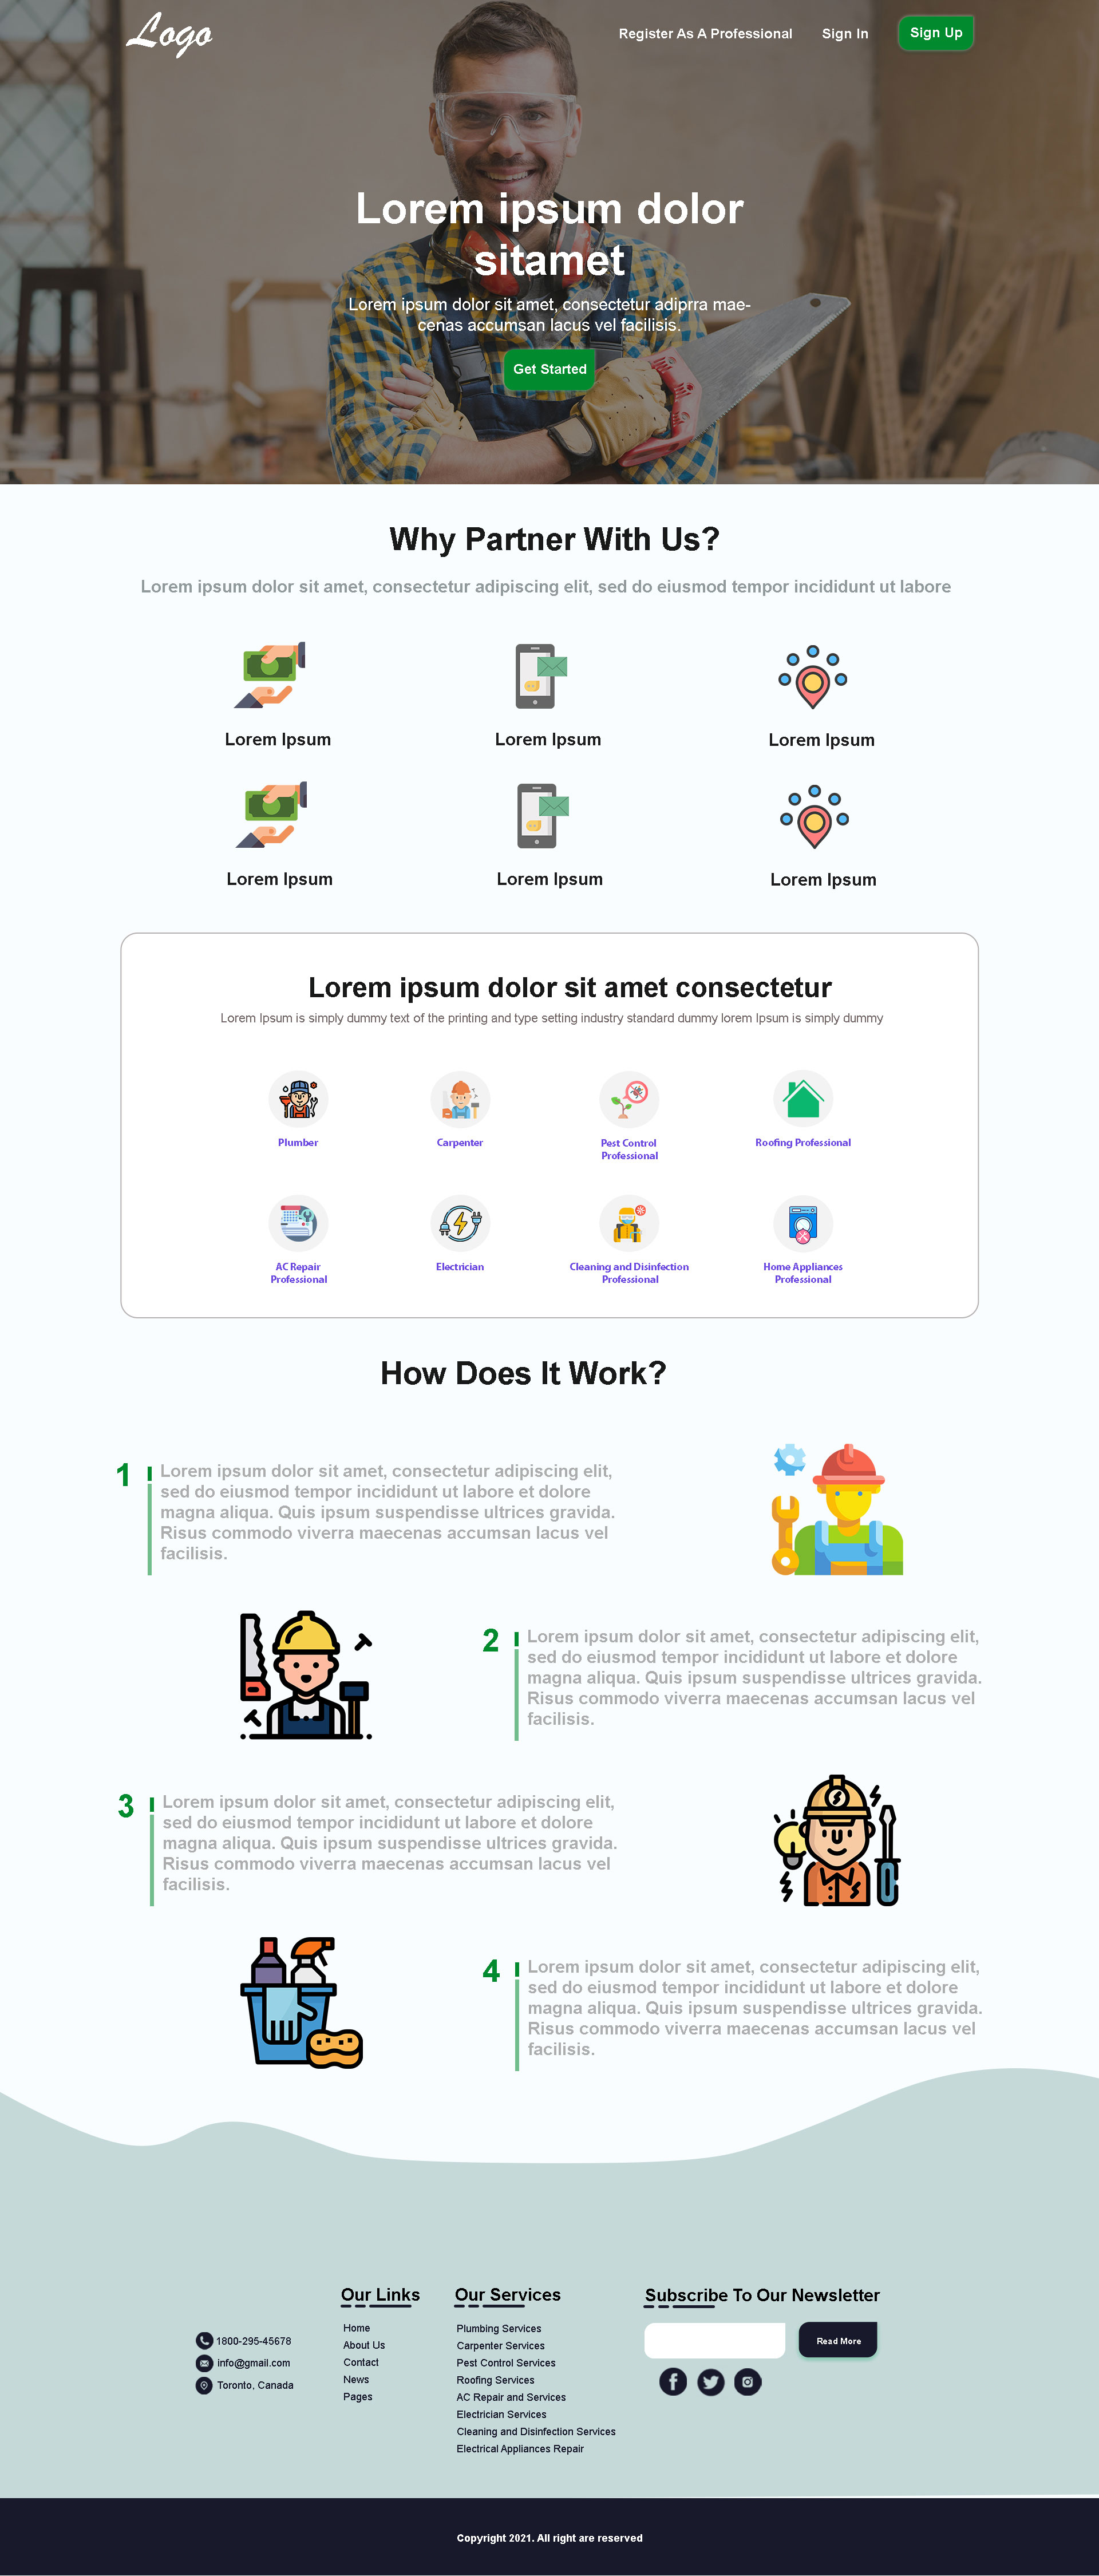 Logo
Register As A Professional
Sign In
Sign Up
Lorem ipsum dolor
sitamet
Lorem ipsum dolor sit amet, consectetur adiprra mae-
cenas accumsan lacus vel facilisis.
Get Started
Why Partner With Us?
Lorem ipsum dolor sit amet, consectetur adipiscing elit, sed do eiusmod tempor incididunt ut labore
Lorem Ipsum
Lorem Ipsum
Lorem Ipsum
Lorem Ipsum
Lorem Ipsum
Lorem Ipsum
Lorem ipsum dolor sit amet consectetur
Lorem Ipsum is simply dummy text of the printing and type setting industry standard dummy lorem Ipsum is simply dummy
Plumber
Carpenter
Pest Control
Professional
Roofing Professional
AC Repair
Professional
Electrician
Cleaning and Disinfection
Professional
Home Appliances
Professional
How Does It Work?
1
Lorem ipsum dolor sit amet, consectetur adipiscing elit,
sed do eiusmod tempor incididunt ut labore et dolore
magna aliqua. Quis ipsum suspendisse ultrices gravida.
Risus commodo viverra maecenas accumsan lacus vel
facilisis.
2
Lorem ipsum dolor sit amet, consectetur adipiscing elit,
sed do eiusmod tempor incididunt ut labore et dolore
magna aliqua. Quis ipsum suspendisse ultrices gravida.
Risus commodo viverra maecenas accumsan lacus vel
facilisis.
3
Lorem ipsum dolor sit amet, consectetur adipiscing elit,
sed do eiusmod tempor incididunt ut labore et dolore
magna aliqua. Quis ipsum suspendisse ultrices gravida.
Risus commodo viverra maecenas accumsan lacus vel
facilisis.
4
Lorem ipsum dolor sit amet, consectetur adipiscing elit,
sed do eiusmod tempor incididunt ut labore et dolore
magna aliqua. Quis ipsum suspendisse ultrices gravida.
Risus commodo viverra maecenas accumsan lacus vel
facilisis.
1800-295-45678
info@gmail.com
Toronto, Canada
Our Links
Home
About Us
Contact
News
Pages
Our Services
Plumbing Services
Carpenter Services
Pest Control Services
Roofing Services
AC Repair and Services
Electrician Services
Cleaning and Disinfection Services
Electrical Appliances Repair
Subscribe To Our Newsletter
Read More
Copyright 2021. All right are reserved